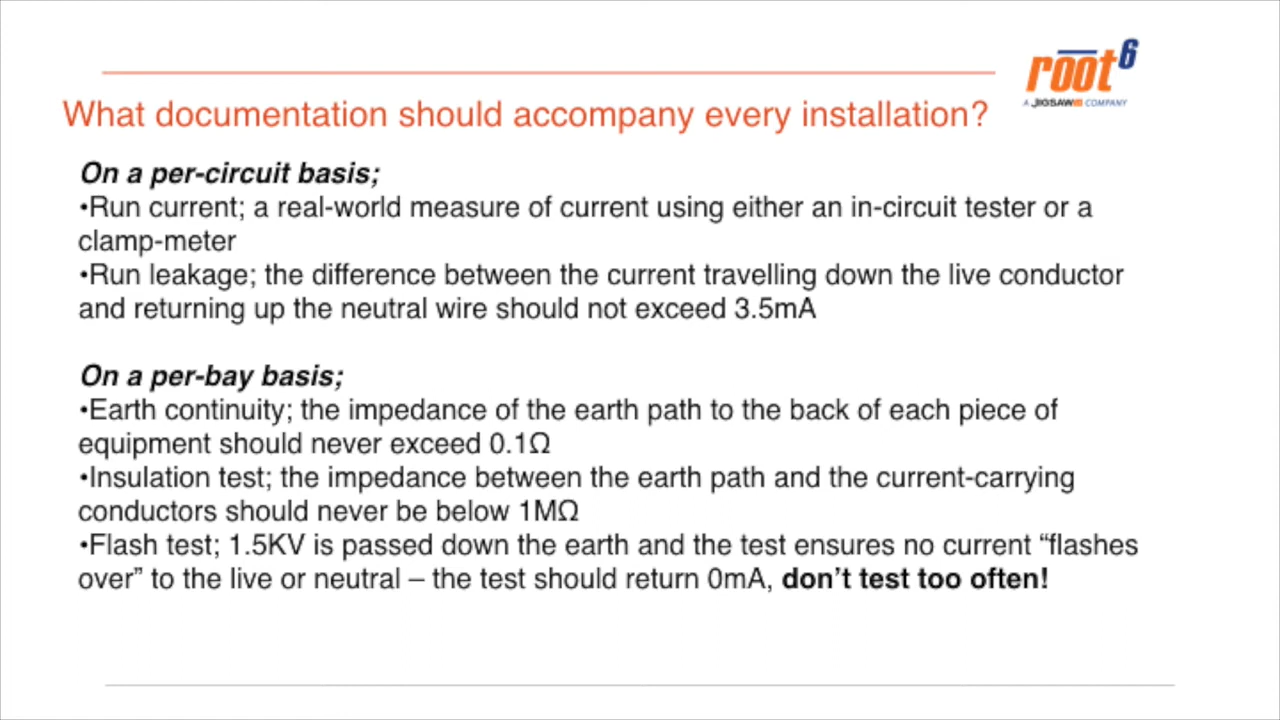 root6
A JIGSAW24 COMPANY
What documentation should accompany every installation?
On a per-circuit basis;
•Run current; a real-world measure of current using either an in-circuit tester or a
clamp-meter
•Run leakage; the difference between the current travelling down the live conductor
and returning up the neutral wire should not exceed 3.5mA
On a per-bay basis;
•Earth continuity; the impedance of the earth path to the back of each piece of
equipment should never exceed 0.1Ω
•Insulation test; the impedance between the earth path and the current-carrying
conductors should never be below 1MΩ
•Flash test; 1.5KV is passed down the earth and the test ensures no current “flashes
over” to the live or neutral – the test should return 0mA, don’t test too often!